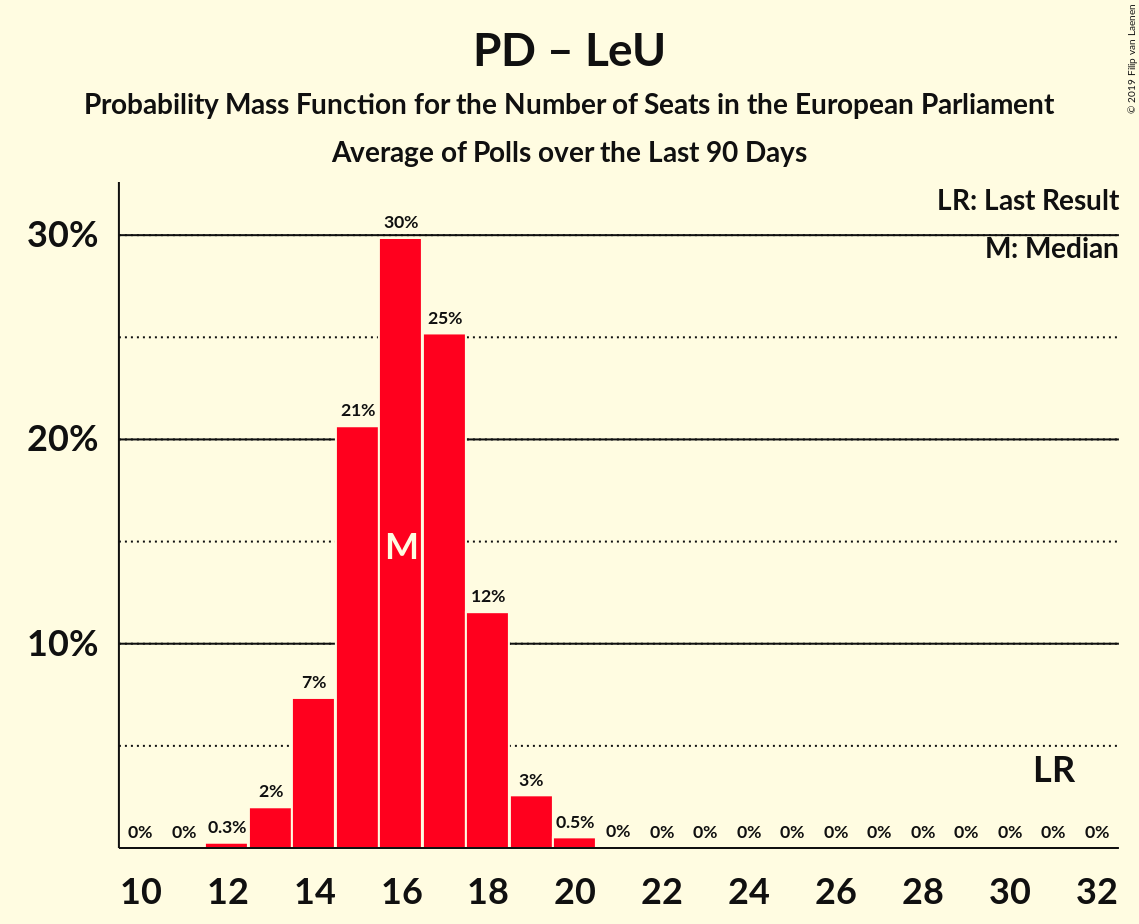 PD – LeU
Probability Mass Function for the Number of Seats in the European Parliament
Average of Polls over the Last 90 Days
© 2019 Filip van Laenen
LR: Last Result
M: Median
30%
20%
10%
0%
0%
0.3%
2%
7%
21%
30%
25%
12%
3%
0.5%
0%
0%
0%
0%
0%
0%
0%
0%
0%
0%
0%
0%
M
LR
10 12 14 16 18 20 22 24 26 28 30 32